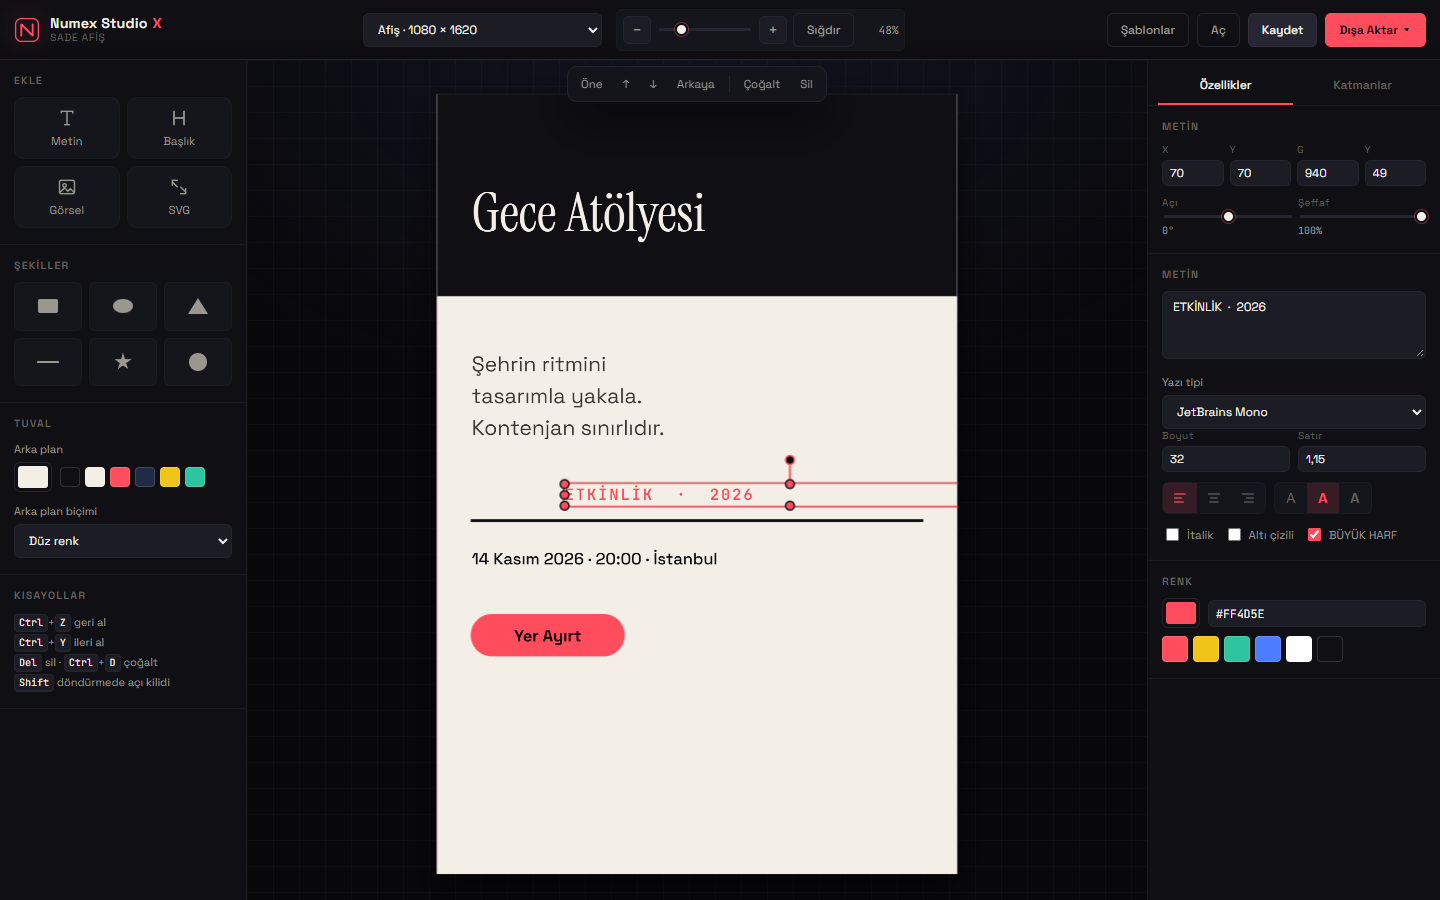 Numex Studio X
SADE AFİŞ
Afiş · 1080 × 1620
−
+
Sığdır
48%
Şablonlar
Aç
Kaydet
Dışa Aktar
EKLE
Metin
Başlık
Görsel
SVG
ŞEKİLLER
TUVAL
Arka plan
Arka plan biçimi
Düz renk
KISAYOLLAR
Ctrl + Z geri al
Ctrl + Y ileri al
Del sil · Ctrl + D çoğalt
Shift döndürmede açı kilidi
Öne ↑ ↓ Arkaya Çoğalt Sil
Gece Atölyesi
Şehrin ritmini
tasarımla yakala.
Kontenjan sınırlıdır.
ETKİNLİK · 2026
14 Kasım 2026 · 20:00 · İstanbul
Yer Ayırt
Özellikler
Katmanlar
METİN
X Y G Y
70 70 940 49
Açı Şeffaf
0° 100%
METİN
ETKİNLİK · 2026
Yazı tipi
JetBrains Mono
Boyut Satır
32 1,15
A A A
İtalik Altı çizili BÜYÜK HARF
RENK
#FF4D5E